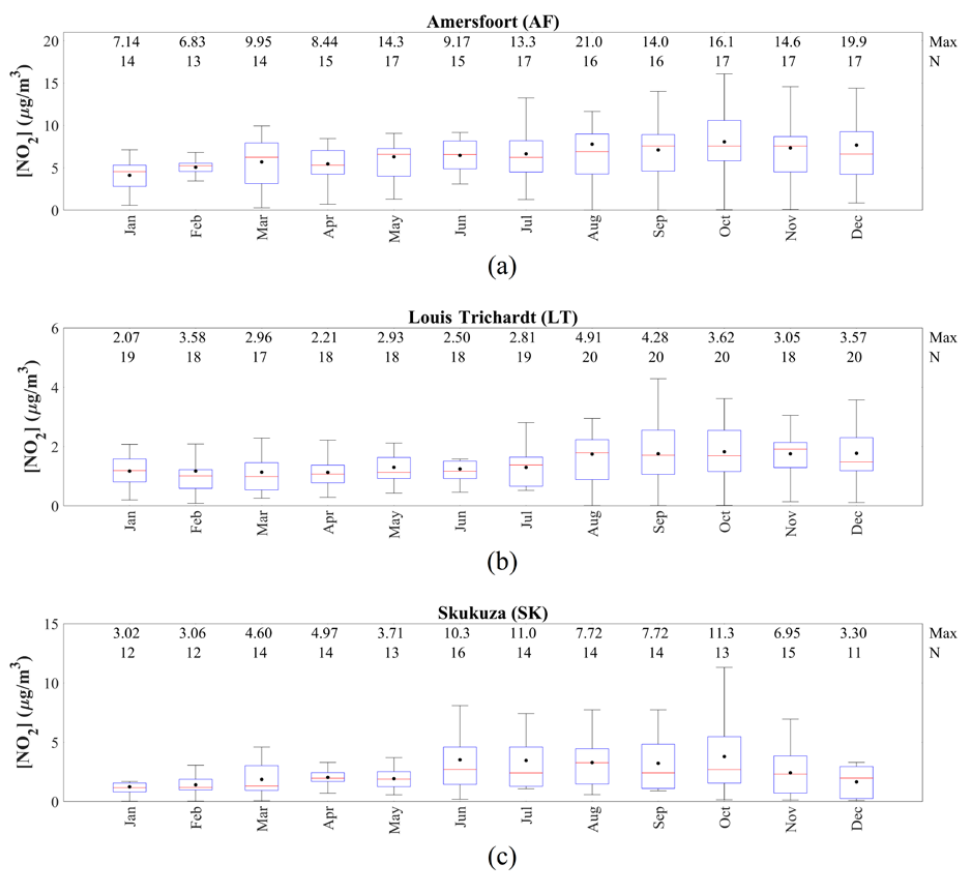 Amersfoort (AF)
7.14 6.83 9.95 8.44 14.3 9.17 13.3 21.0 14.0 16.1 14.6 19.9 Max
14 13 14 15 17 15 17 16 16 17 17 17 N
20
15
10
5
0
[NO2] (μg/m³)
Jan Feb Mar Apr May Jun Jul Aug Sep Oct Nov Dec
(a)
Louis Trichardt (LT)
2.07 3.58 2.96 2.21 2.93 2.50 2.81 4.91 4.28 3.62 3.05 3.57 Max
19 18 17 18 18 18 19 20 20 20 18 20 N
6
4
2
0
[NO2] (μg/m³)
Jan Feb Mar Apr May Jun Jul Aug Sep Oct Nov Dec
(b)
Skukuza (SK)
3.02 3.06 4.60 4.97 3.71 10.3 11.0 7.72 7.72 11.3 6.95 3.30 Max
12 12 14 14 13 16 14 14 14 13 15 11 N
15
10
5
0
[NO2] (μg/m³)
Jan Feb Mar Apr May Jun Jul Aug Sep Oct Nov Dec
(c)